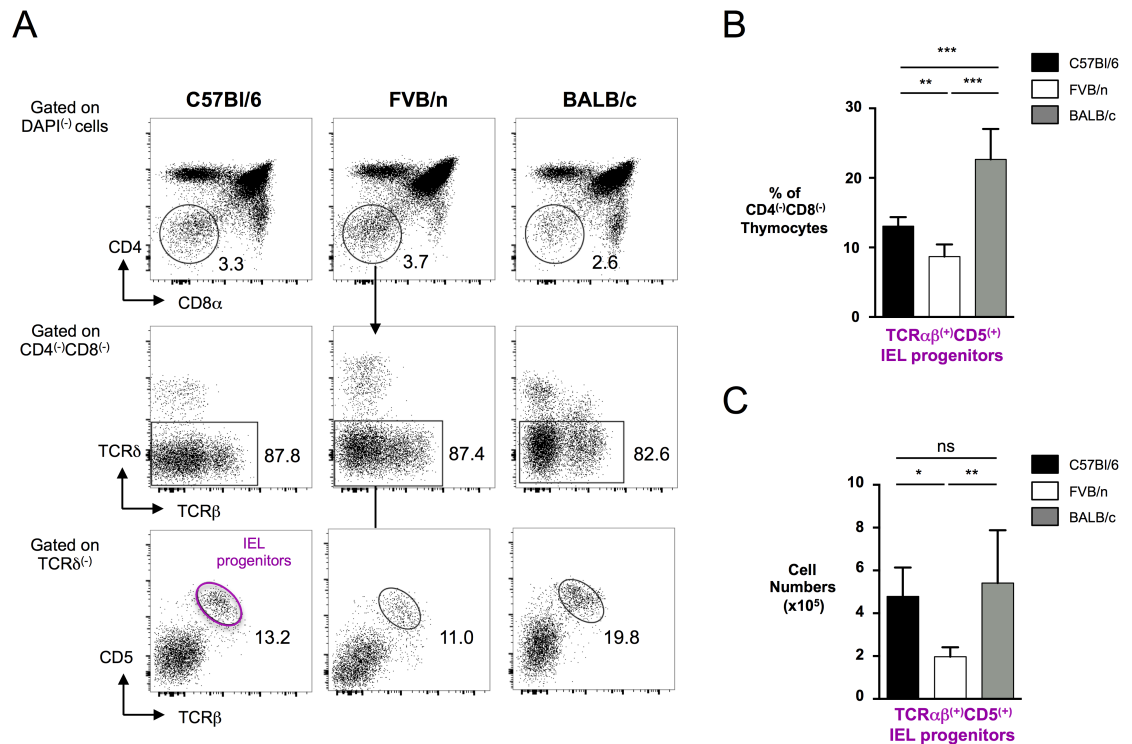 A
C57Bl/6
FVB/n
BALB/c
Gated on
DAPI(-) cells
CD4
CD8α
3.3
3.7
2.6
Gated on
CD4(-)CD8(-)
TCRδ
TCRβ
87.8
87.4
82.6
Gated on
TCRδ(-)
IEL
progenitors
CD5
TCRβ
13.2
11.0
19.8
B
***
** ***
C57Bl/6
FVB/n
BALB/c
30
20
10
0
% of
CD4(-)CD8(-)
Thymocytes
TCRαβ(+)CD5(+)
IEL progenitors
C
ns
* **
C57Bl/6
FVB/n
BALB/c
10
8
6
4
2
0
Cell
Numbers
(x10⁵)
TCRαβ(+)CD5(+)
IEL progenitors